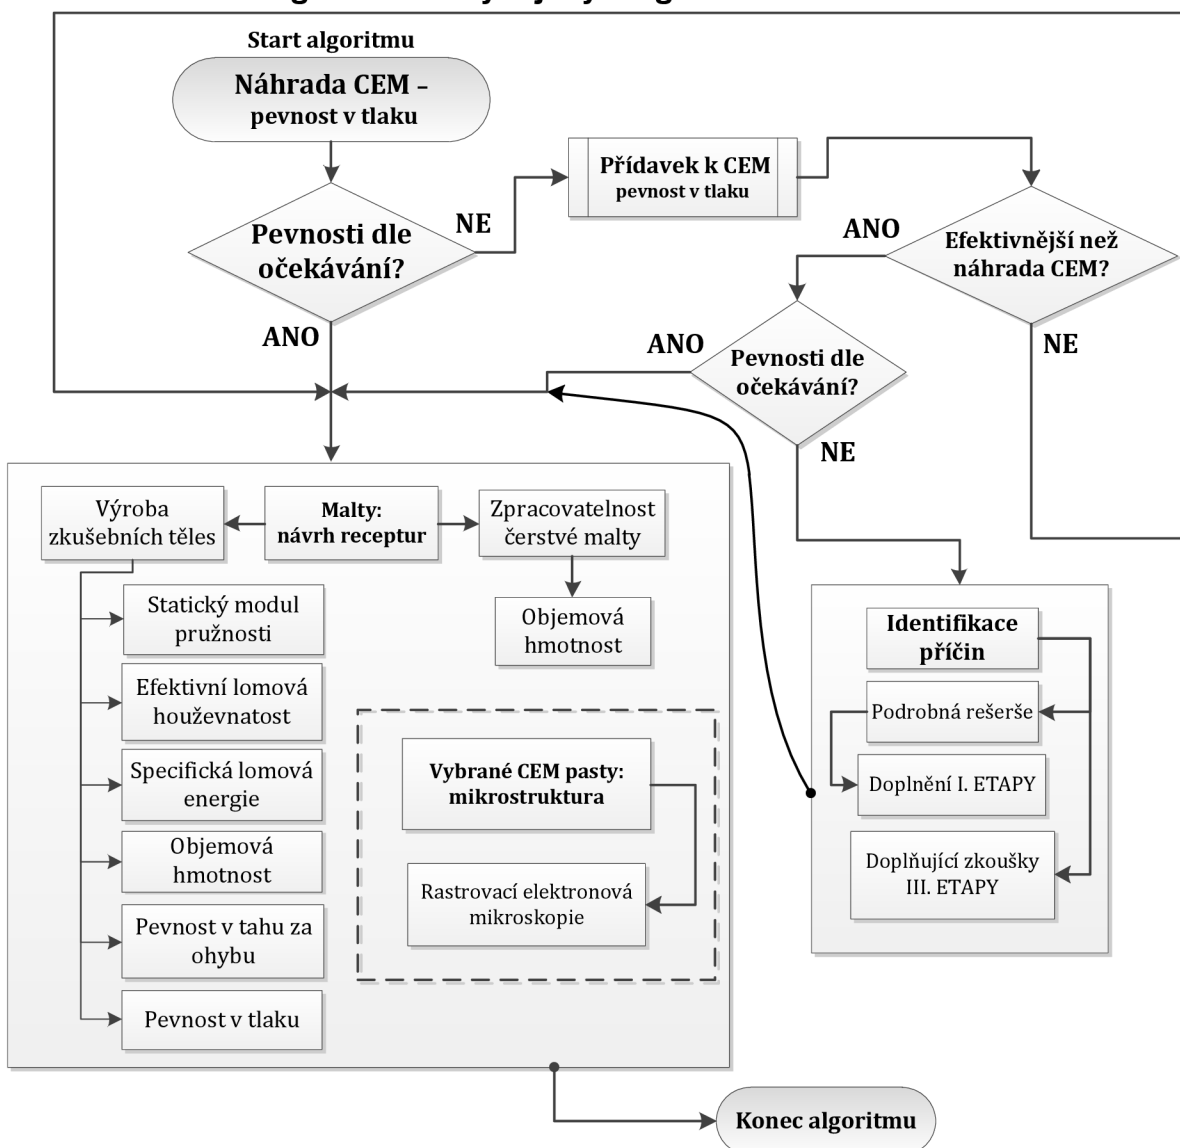 Start algoritmu
Náhrada CEM –
pevnost v tlaku
Přídavek k CEM
pevnost v tlaku
NE
Pevnosti dle
očekávání?
ANO
Efektivnější než
náhrada CEM?
ANO
NE
ANO
Pevnosti dle
očekávání?
NE
Výroba
zkušebních těles
Malty:
návrh receptur
Zpracovatelnost
čerstvé malty
Statický modul
pružnosti
Objemová
hmotnost
Efektivní lomová
houževnatost
Specifická lomová
energie
Objemová
hmotnost
Pevnost v tahu za
ohybu
Pevnost v tlaku
Vybrané CEM pasty:
mikrostruktura
Rastrovací elektronová
mikroskopie
Identifikace
příčin
Podrobná rešerše
Doplnění I. ETAPY
Doplňující zkoušky
III. ETAPY
Konec algoritmu